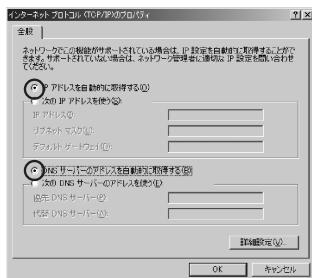 インターネット プロトコル (TCP/IP)のプロパティ
全般
ネットワークでこの機能がサポートされている場合は、IP 設定を自動的に取得することがで
きます。サポートされていない場合は、ネットワーク管理者に適切な IP 設定を問い合わせ
てください。
IP アドレスを自動的に取得する(O)
次の IP アドレスを使う(S):
IP アドレス(I):
サブネット マスク(U):
デフォルト ゲートウェイ(D):
DNS サーバーのアドレスを自動的に取得する(B)
次の DNS サーバーのアドレスを使う(E):
優先 DNS サーバー(P):
代替 DNS サーバー(A):
詳細設定(V)...
OK
キャンセル